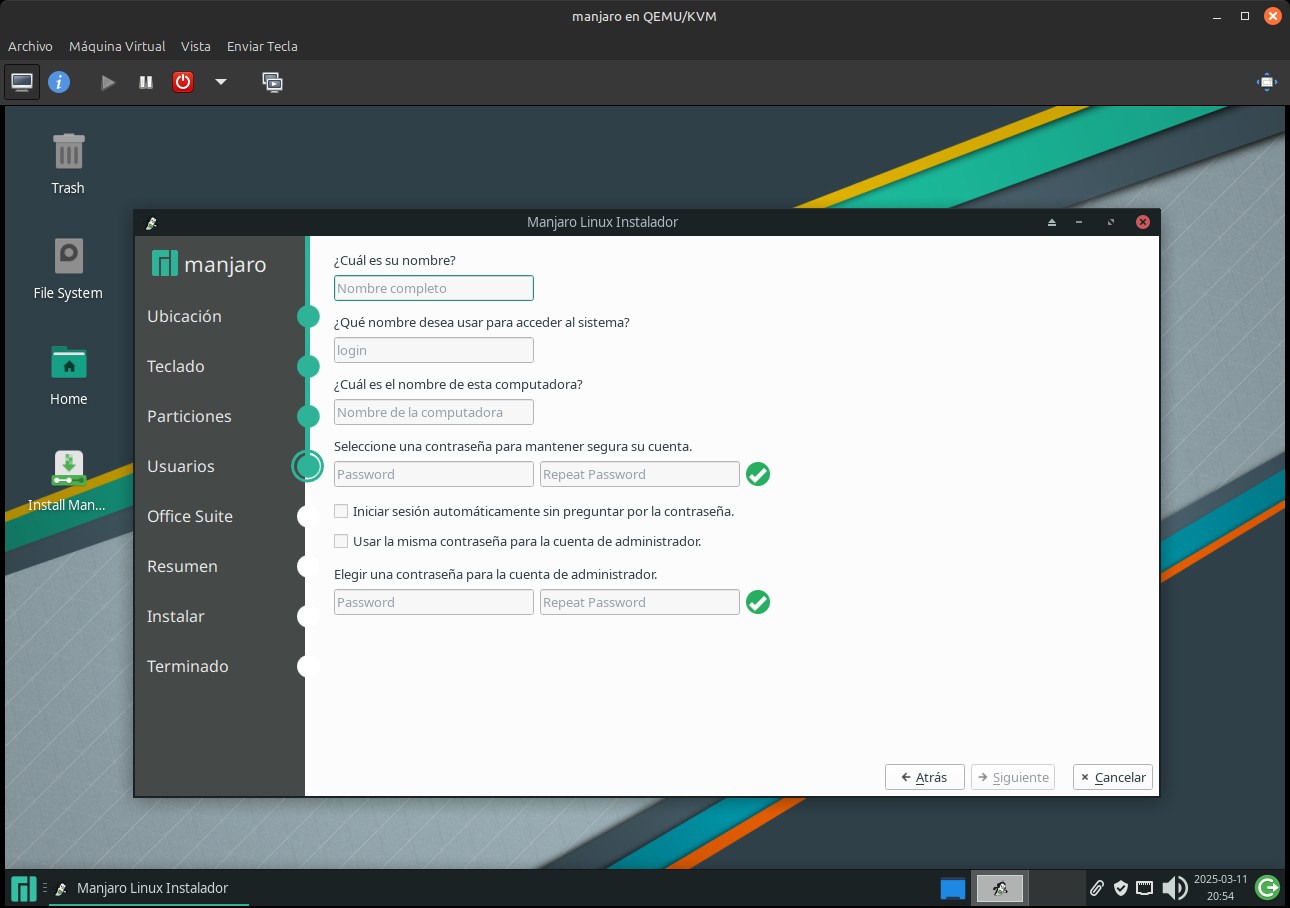 manjaro en QEMU/KVM
Archivo Máquina Virtual Vista Enviar Tecla
Trash
File System
Home
Install Man...
Manjaro Linux Instalador
manjaro
Ubicación
Teclado
Particiones
Usuarios
Office Suite
Resumen
Instalar
Terminado
¿Cuál es su nombre?
Nombre completo
¿Qué nombre desea usar para acceder al sistema?
login
¿Cuál es el nombre de esta computadora?
Nombre de la computadora
Seleccione una contraseña para mantener segura su cuenta.
Password Repeat Password
Iniciar sesión automáticamente sin preguntar por la contraseña.
Usar la misma contraseña para la cuenta de administrador.
Elegir una contraseña para la cuenta de administrador.
Password Repeat Password
Atrás Siguiente Cancelar
Manjaro Linux Instalador
2025-03-11
20:54